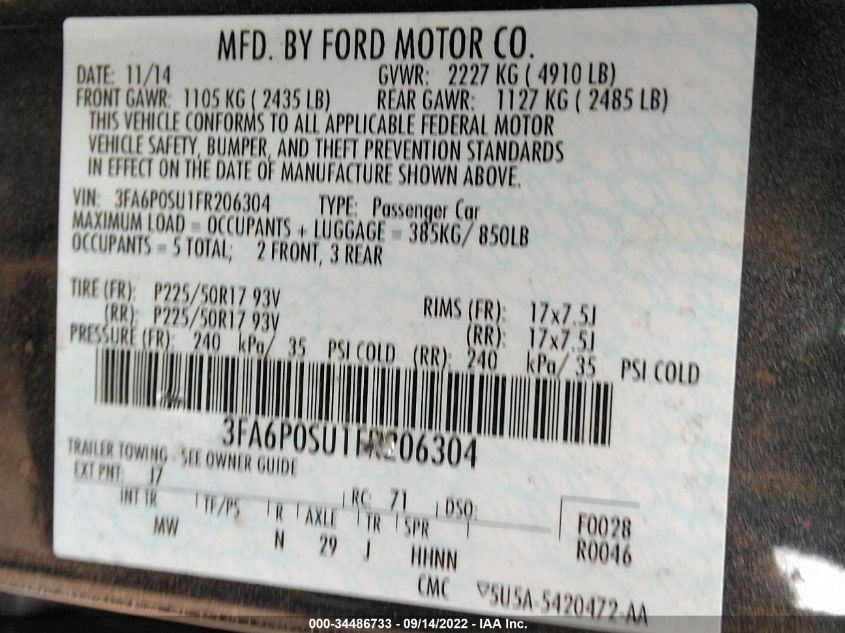 MFD. BY FORD MOTOR CO.
DATE: 11/14 GVWR: 2227 KG ( 4910 LB)
FRONT GAWR: 1105 KG ( 2435 LB) REAR GAWR: 1127 KG ( 2485 LB)
THIS VEHICLE CONFORMS TO ALL APPLICABLE FEDERAL MOTOR
VEHICLE SAFETY, BUMPER, AND THEFT PREVENTION STANDARDS
IN EFFECT ON THE DATE OF MANUFACTURE SHOWN ABOVE.
VIN: 3FA6P0SU1FR206304 TYPE: Passenger Car
MAXIMUM LOAD = OCCUPANTS + LUGGAGE = 385KG/ 850LB
OCCUPANTS = 5 TOTAL; 2 FRONT, 3 REAR
TIRE (FR): P225/50R17 93V RIMS (FR): 17x7.5J
(RR): P225/50R17 93V (RR): 17x7.5J
PRESSURE (FR): 240 kPa/ 35 PSI COLD (RR): 240 kPa/ 35 PSI COLD
3FA6P0SU1FR206304
TRAILER TOWING - SEE OWNER GUIDE
EXT PNT: J7 RC: 71 DSO:
INT TR TP/PS R AXLE TR SPR F0028
MW N 29 J HHNN R0046
CMC ▽5U5A-5420472-AA
000-34486733 - 09/14/2022 - IAA Inc.